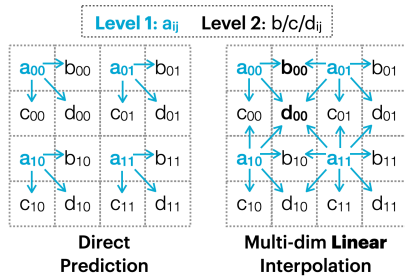 Level 1: aij Level 2: b/c/dij
a00 b00 a01 b01 a00 b00 a01 b01
c00 d00 c01 d01 c00 d00 c01 d01
a10 b10 a11 b11 a10 b10 a11 b11
c10 d10 c11 d11 c10 d10 c11 d11
Direct Multi-dim Linear
Prediction Interpolation